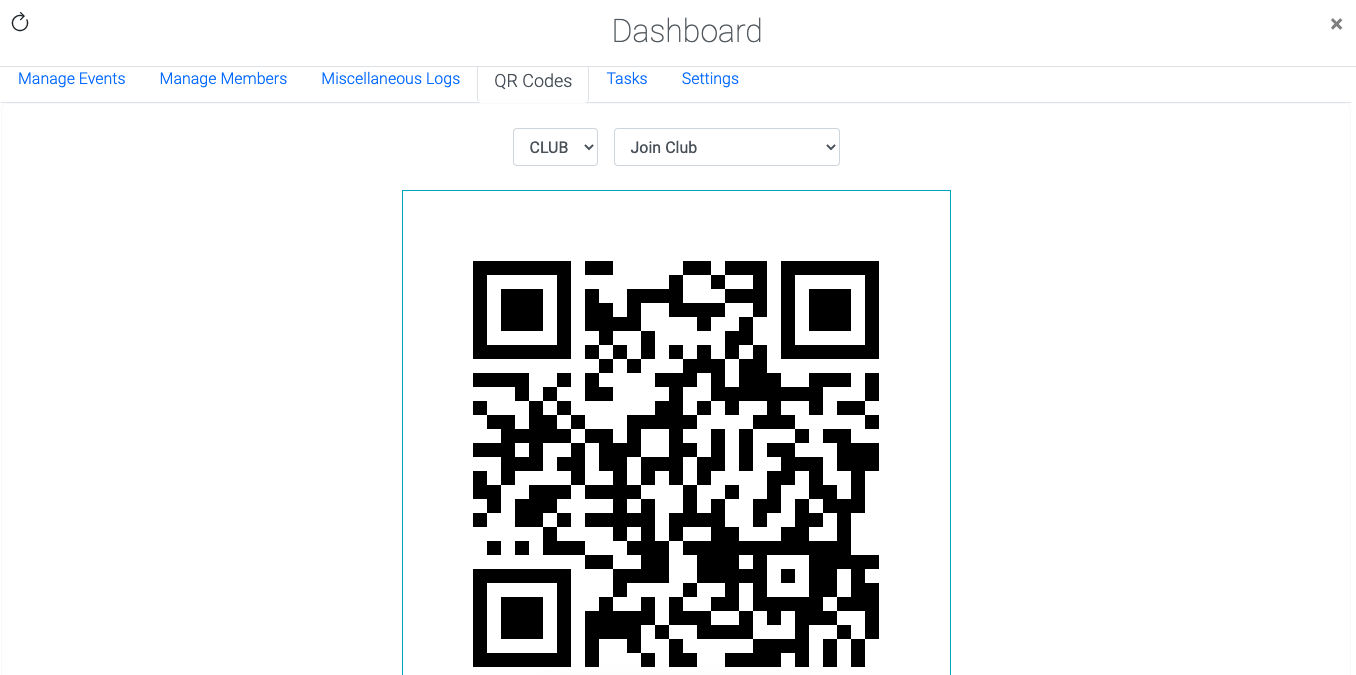 Dashboard
Manage Events Manage Members Miscellaneous Logs QR Codes Tasks Settings
CLUB Join Club